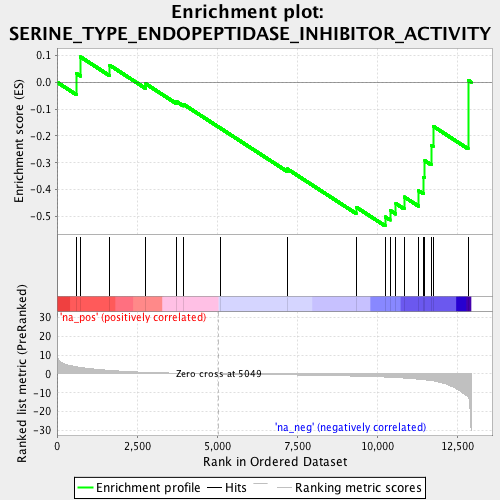 Enrichment plot:
SERINE_TYPE_ENDOPEPTIDASE_INHIBITOR_ACTIVITY
Enrichment score (ES)
0.1
0.0
-0.1
-0.2
-0.3
-0.4
-0.5
'na_pos' (positively correlated)
Ranked list metric (PreRanked)
30
20
10
0
-10
-20
-30
Zero cross at 5049
'na_neg' (negatively correlated)
0
2,500
5,000
7,500
10,000
12,500
Rank in Ordered Dataset
Enrichment profile
Hits
Ranking metric scores